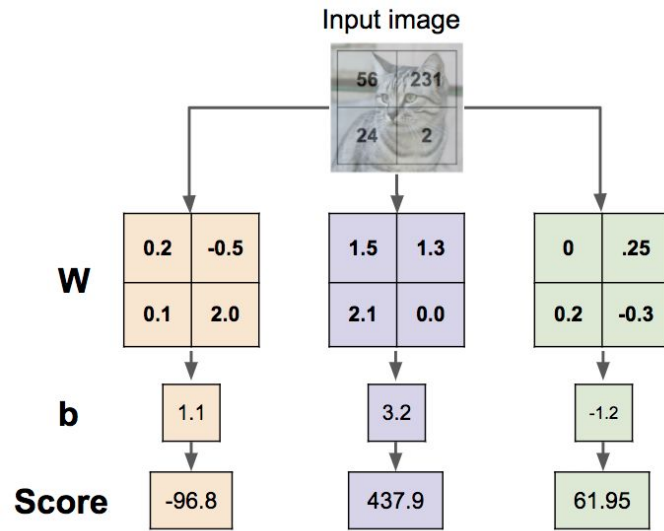 Input image
56 231
24 2
W
0.2 -0.5 1.5 1.3 0 .25
0.1 2.0 2.1 0.0 0.2 -0.3
b 1.1 3.2 -1.2
Score -96.8 437.9 61.95